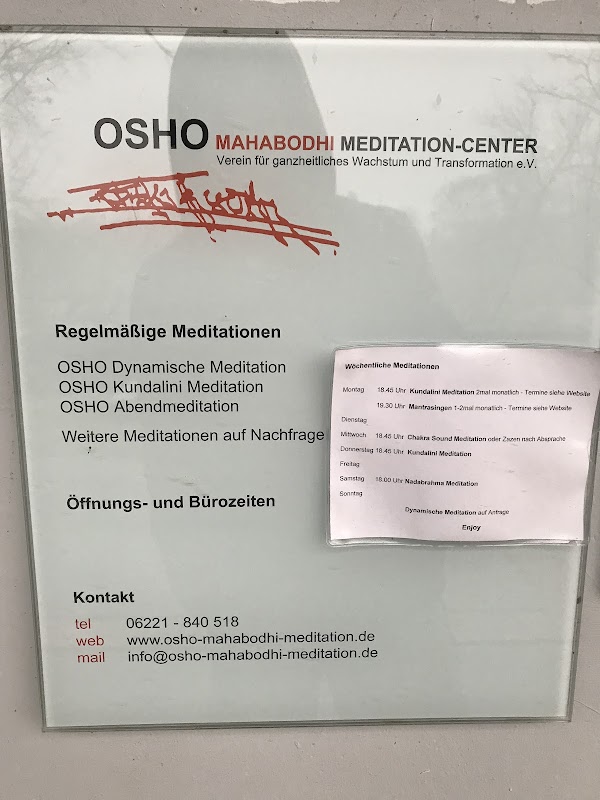 OSHO MAHABODHI MEDITATION-CENTER
Verein für ganzheitliches Wachstum und Transformation e.V.
Regelmäßige Meditationen
OSHO Dynamische Meditation
OSHO Kundalini Meditation
OSHO Abendmeditation
Weitere Meditationen auf Nachfrage
Öffnungs- und Bürozeiten
Kontakt
tel 06221 - 840 518
web www.osho-mahabodhi-meditation.de
mail info@osho-mahabodhi-meditation.de
Wöchentliche Meditationen
Montag 18.45 Uhr Kundalini Meditation 2mal monatlich - Termine siehe Website
19.30 Uhr Mantrasingen 1-2mal monatlich - Termine siehe Website
Dienstag
Mittwoch 18.45 Uhr Chakra Sound Meditation oder Zazen nach Absprache
Donnerstag 18.45 Uhr Kundalini Meditation
Freitag
Samstag 18.00 Uhr Nadabrahma Meditation
Sonntag
Dynamische Meditation auf Anfrage
Enjoy